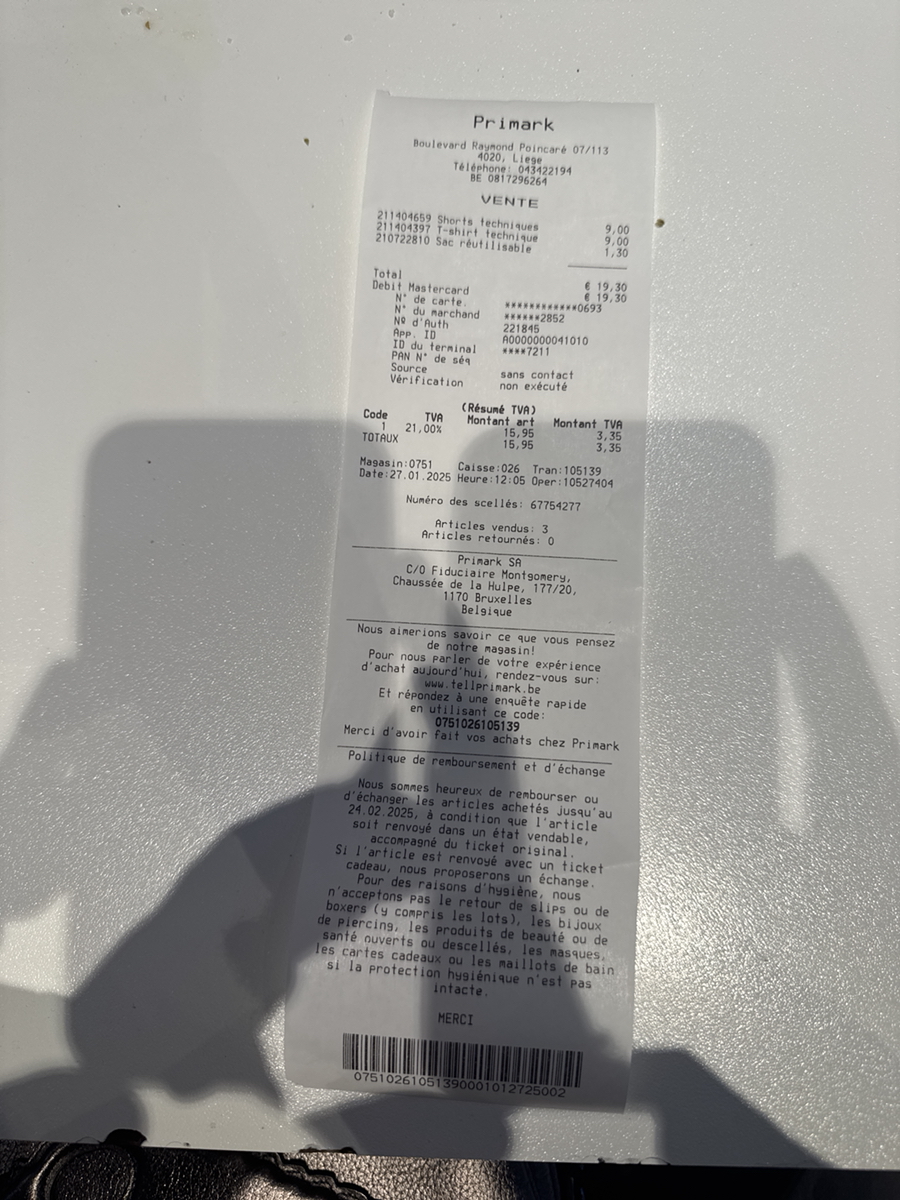 Primark
Boulevard Raymond Poincaré 07/113
4020, Liege
Téléphone: 043422194
BE 0817296264
VENTE
211404659 Shorts techniques 9,00
211404397 T-shirt technique 9,00
210722810 Sac réutilisable 1,30
Total € 19,30
Debit Mastercard € 19,30
N° de carte. ************0693
N° du marchand ******2852
Nº d'Auth 221845
App. ID A0000000041010
ID du terminal ****7211
PAN N° de séq
Source sans contact
Vérification non exécuté
(Résumé TVA)
Code TVA Montant art Montant TVA
1 21,00% 15,95 3,35
TOTAUX 15,95 3,35
Magasin:0751 Caisse:026 Tran:105139
Date:27.01.2025 Heure:12:05 Oper:10527404
Numéro des scellés: 67754277
Articles vendus: 3
Articles retournés: 0
Primark SA
C/O Fiduciaire Montgomery,
Chaussée de la Hulpe, 177/20,
1170 Bruxelles
Belgique
Nous aimerions savoir ce que vous pensez
de notre magasin!
Pour nous parler de votre expérience
d'achat aujourd'hui, rendez-vous sur:
www.tellprimark.be
Et répondez à une enquête rapide
en utilisant ce code:
0751026105139
Merci d'avoir fait vos achats chez Primark
Politique de remboursement et d'échange
Nous sommes heureux de rembourser ou
d'échanger les articles achetés jusqu'au
24.02.2025, à condition que l'article
soit renvoyé dans un état vendable,
accompagné du ticket original.
Si l'article est renvoyé avec un ticket
cadeau, nous proposerons un échange.
Pour des raisons d'hygiène, nous
n'acceptons pas le retour de slips ou de
boxers (y compris les lots), les bijoux
de piercing, les produits de beauté ou de
santé ouverts ou descellés, les masques,
les cartes cadeaux ou les maillots de bain
si la protection hygiénique n'est pas
intacte.
MERCI
07510261051390001012725002